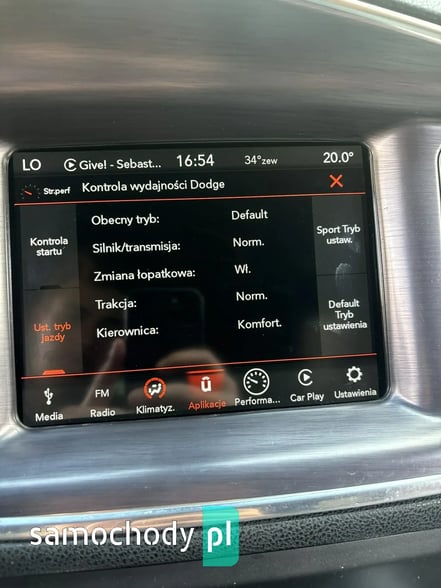 LO Give! - Sebast... 16:54 34°zew 20.0°
Str.perf Kontrola wydajności Dodge
Obecny tryb: Default
Silnik/transmisja: Norm.
Zmiana łopatkowa: Wł.
Trakcja: Norm.
Kierownica: Komfort.
Kontrola
startu
Ust. tryb
jazdy
Sport Tryb
ustaw.
Default
Tryb
ustawienia
Media
FM
Radio
Klimatyz.
Aplikacje
Performa...
Car Play
Ustawienia
samochody pl